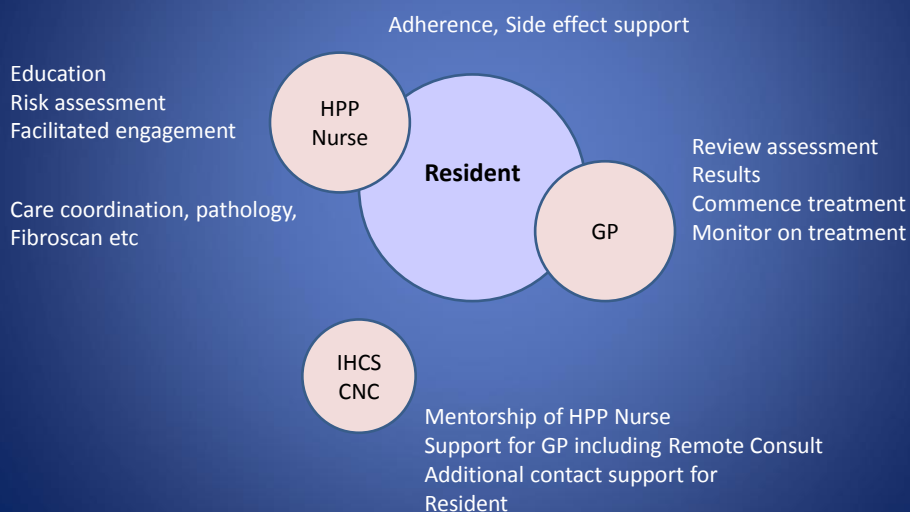 Adherence, Side effect support
Education
Risk assessment
Facilitated engagement
HPP
Nurse
Resident
Review assessment
Results
Commence treatment
Monitor on treatment
Care coordination, pathology,
Fibroscan etc
GP
IHCS
CNC
Mentorship of HPP Nurse
Support for GP including Remote Consult
Additional contact support for
Resident